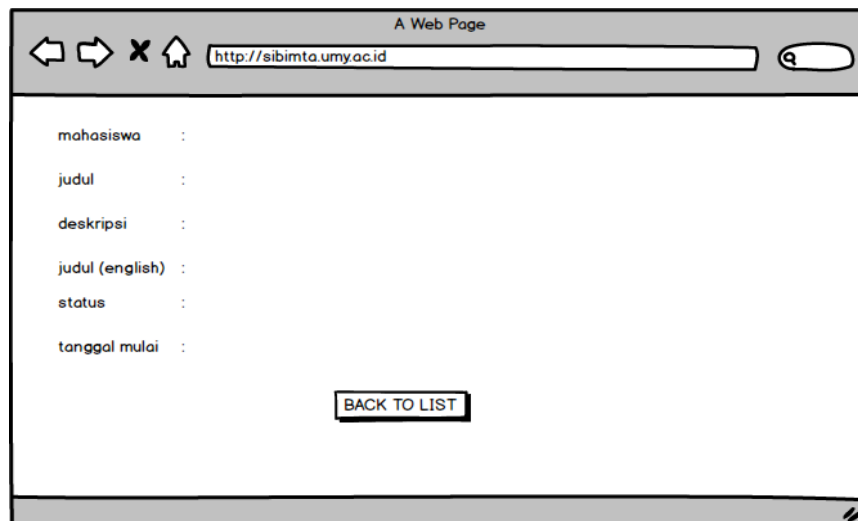 A Web Page
http://sibimta.umy.ac.id
mahasiswa :
judul :
deskripsi :
judul (english) :
status :
tanggal mulai :
BACK TO LIST